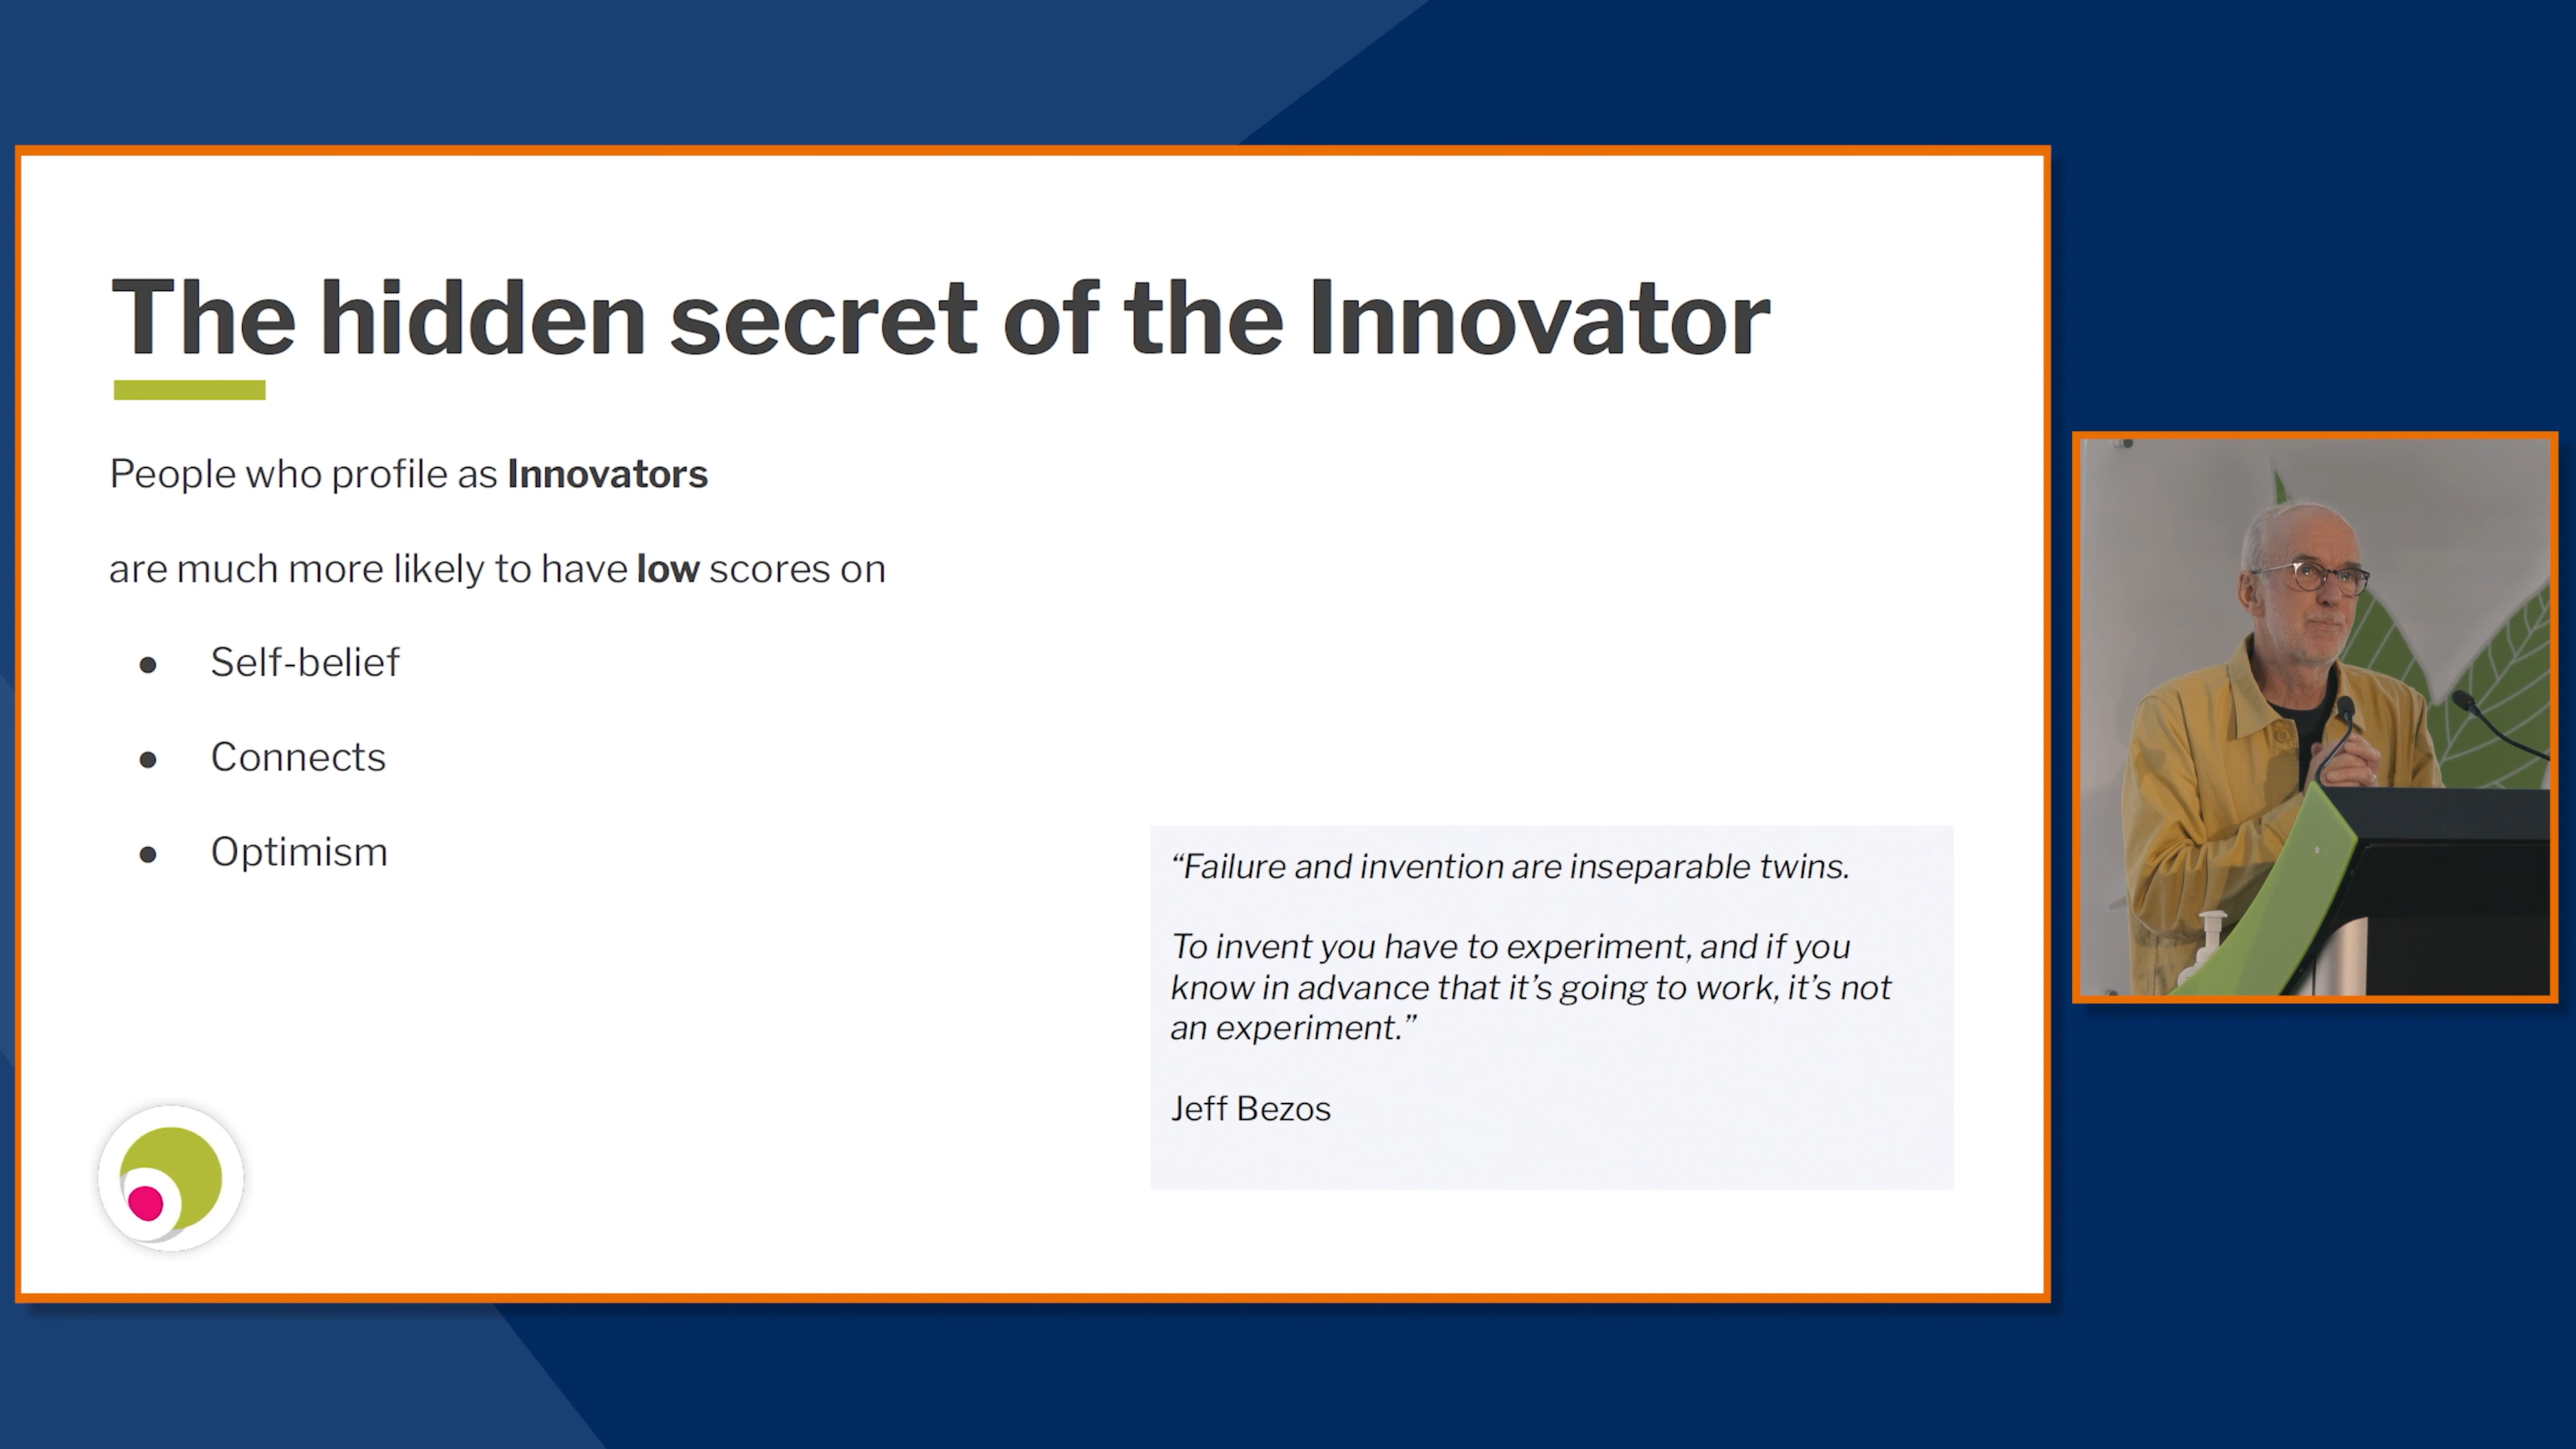 The hidden secret of the Innovator
People who profile as Innovators
are much more likely to have low scores on
● Self-belief
● Connects
● Optimism
“Failure and invention are inseparable twins.
To invent you have to experiment, and if you
know in advance that it’s going to work, it’s not
an experiment.”
Jeff Bezos